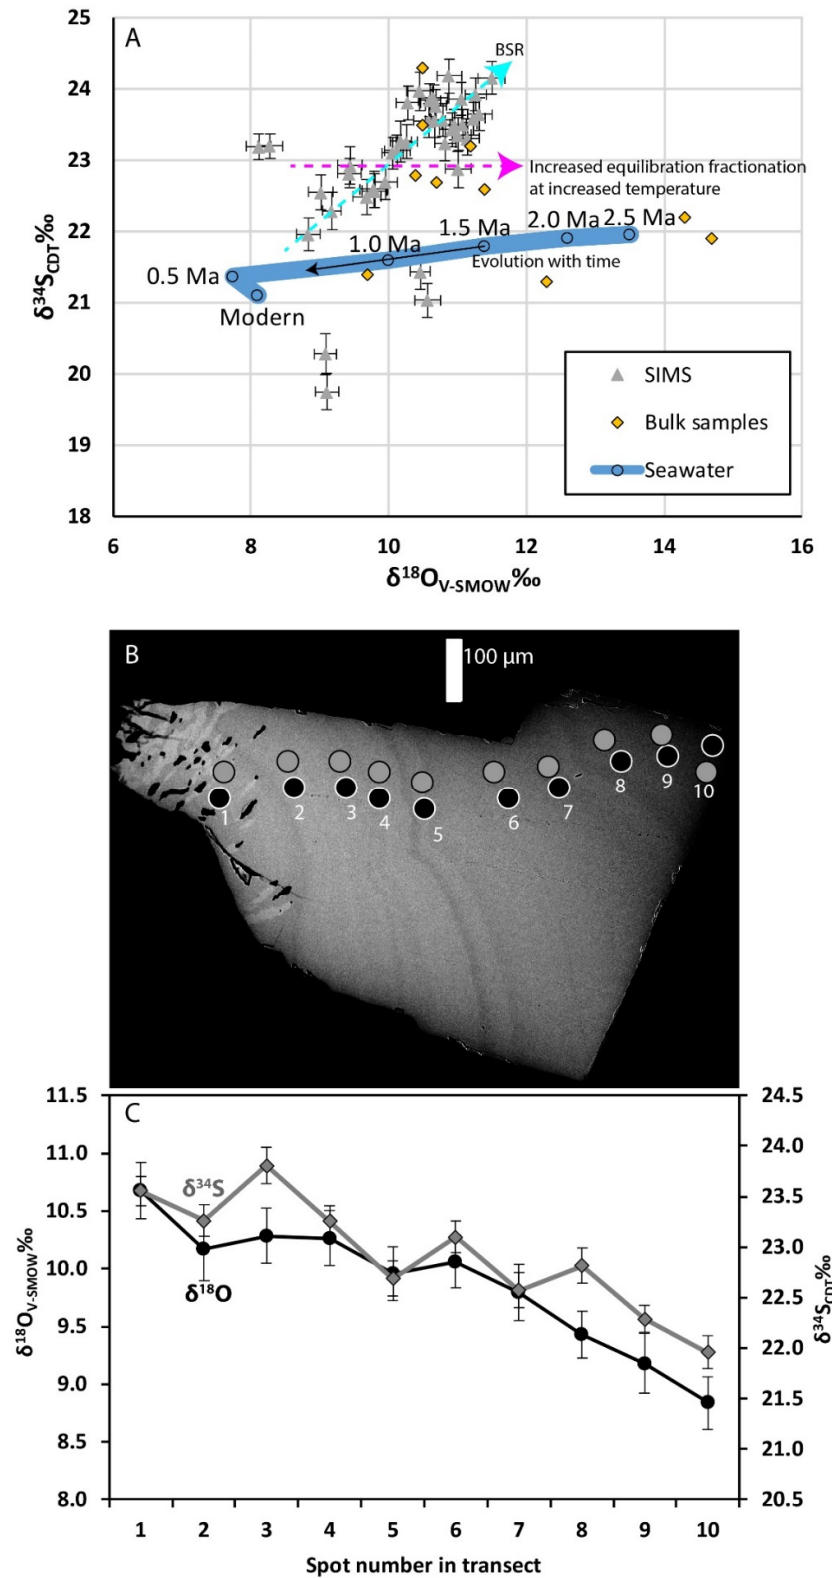 25
24
23
22
21
20
19
18
δ³⁴S_CDT‰
A
BSR
Increased equilibration fractionation
at increased temperature
0.5 Ma
1.0 Ma
1.5 Ma
2.0 Ma
2.5 Ma
Evolution with time
Modern
SIMS
Bulk samples
Seawater
6 8 10 12 14 16
δ¹⁸O_V-SMOW‰
B
100 μm
1 2 3 4 5 6 7 8 9 10
C
11.5
11.0
10.5
10.0
9.5
9.0
8.5
8.0
δ¹⁸O_V-SMOW‰
δ³⁴S
δ¹⁸O
24.5
24.0
23.5
23.0
22.5
22.0
21.5
21.0
20.5
δ³⁴S_CDT‰
1 2 3 4 5 6 7 8 9 10
Spot number in transect